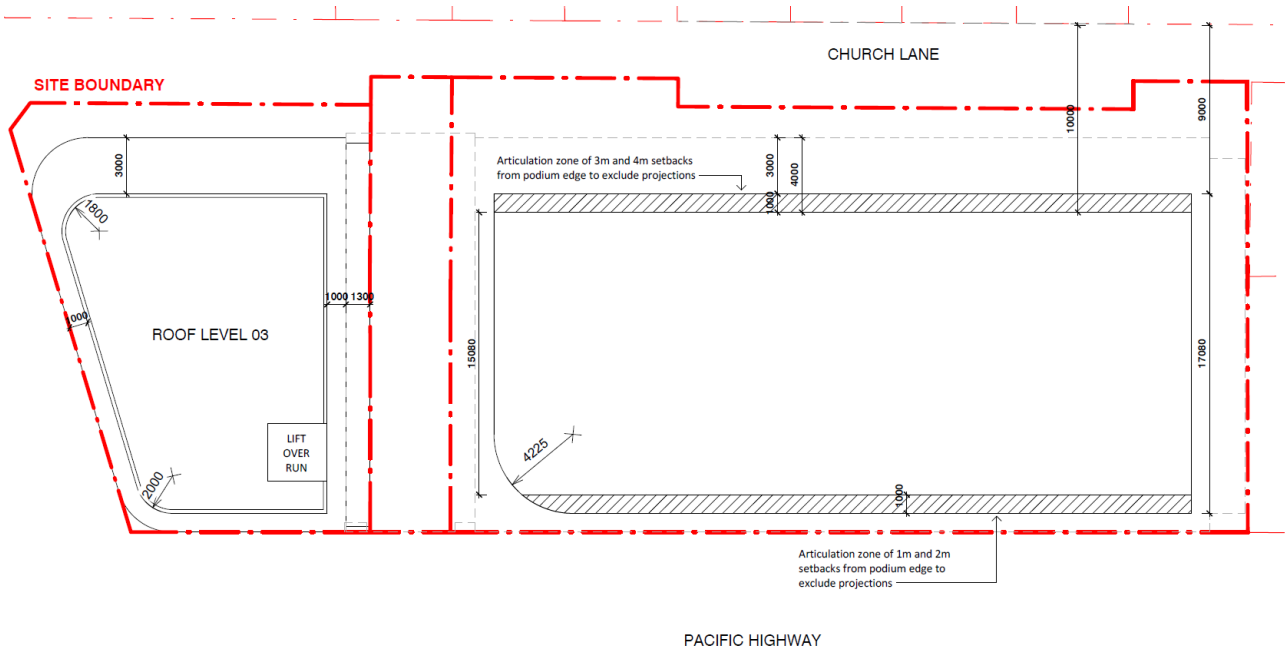 CHURCH LANE
SITE BOUNDARY
10000
9000
3000
3000
4000
Articulation zone of 3m and 4m setbacks
from podium edge to exclude projections
1000
1800
1000 1300
1000
ROOF LEVEL 03
15080
17080
LIFT
OVER
RUN
4225
2000
1000
Articulation zone of 1m and 2m
setbacks from podium edge to
exclude projections
PACIFIC HIGHWAY